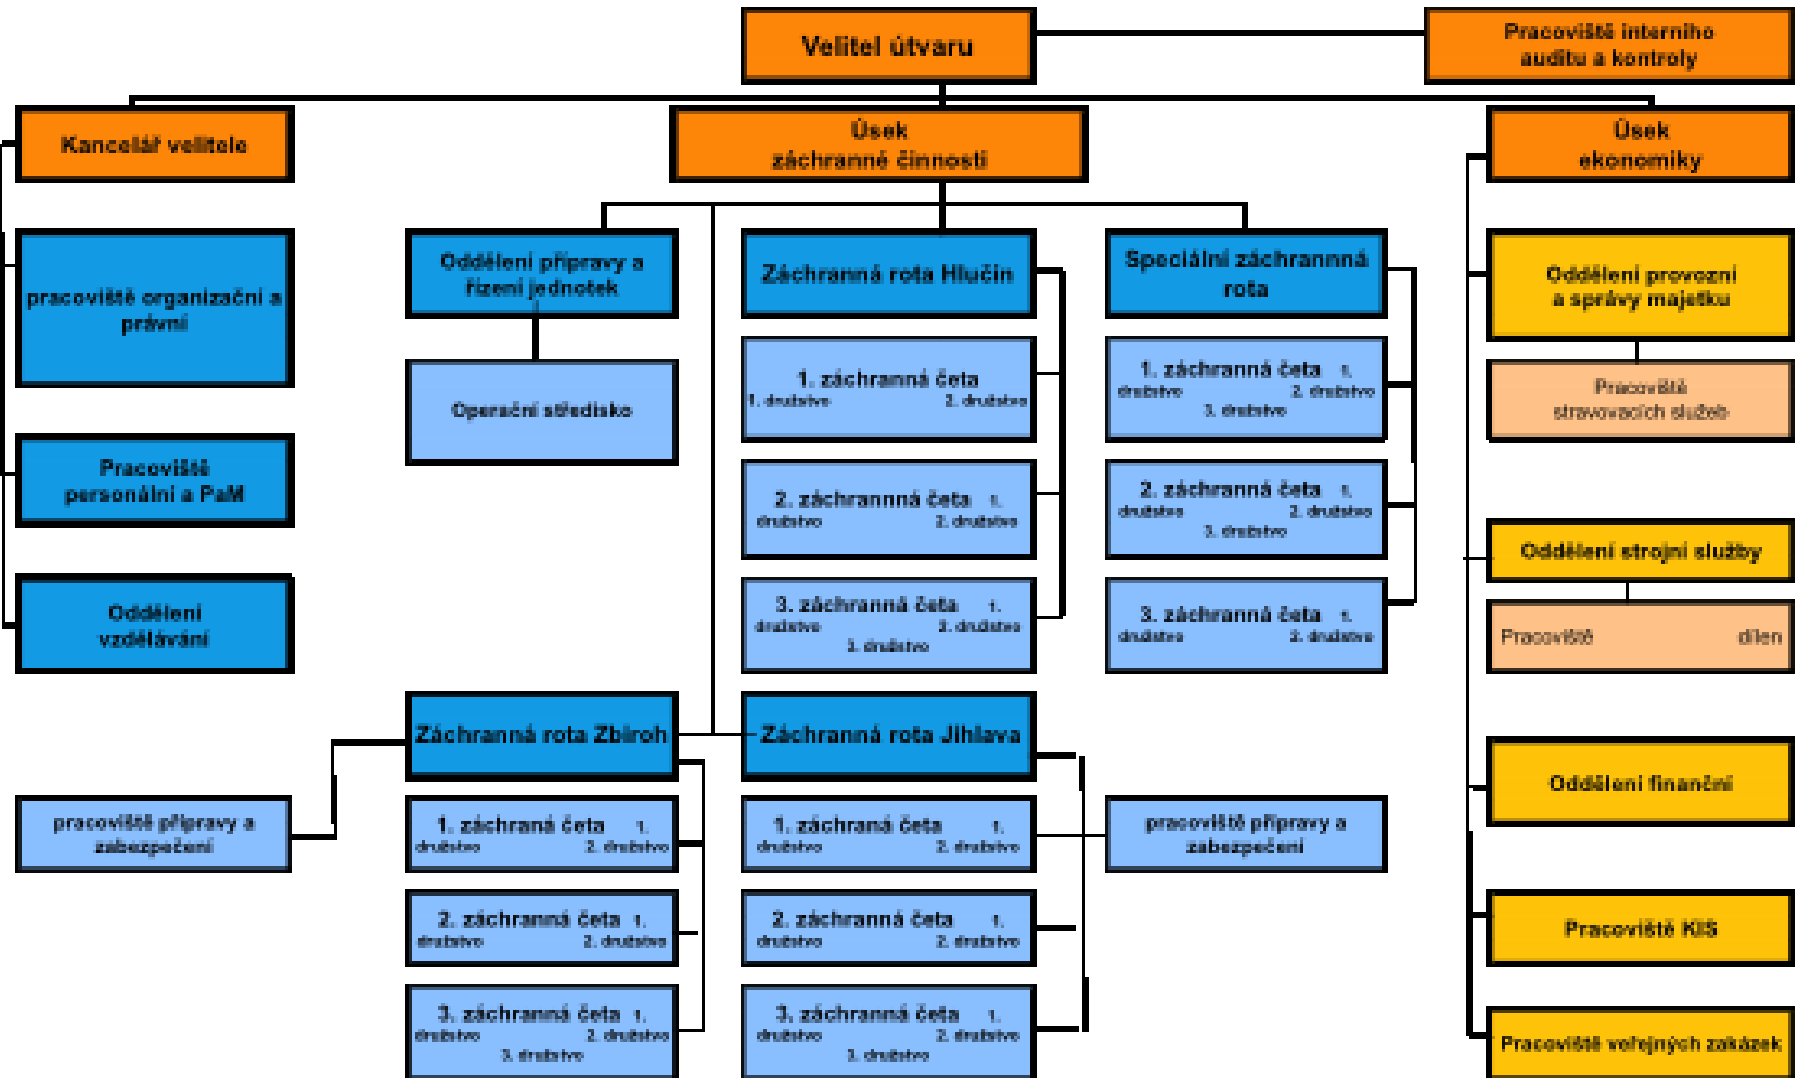 Velitel útvaru
Pracoviště interního
auditu a kontroly
Kancelář velitele
Úsek
záchranné činnosti
Úsek
ekonomiky
pracoviště organizační a
právní
Pracoviště
personální a PaM
Oddělení
vzdělávání
Oddělení přípravy a
řízení jednotek
Operační středisko
Záchranná rota Hlučín
1. záchranná četa
1. družstvo 2. družstvo
2. záchrannná četa 1.
družstvo 2. družstvo
3. záchranná četa 1.
družstvo 2. družstvo
3. družstvo
Speciální záchrannná
rota
1. záchranná četa 1.
družstvo 2. družstvo
3. družstvo
2. záchranná četa 1.
družstvo 2. družstvo
3. družstvo
3. záchranná četa 1.
družstvo 2. družstvo
Oddělení provozní
a správy majetku
Pracoviště
stravovacích služeb
Oddělení strojní služby
Pracoviště dílen
Oddělení finanční
Pracoviště KIS
Pracoviště veřejných zakázek
Záchranná rota Zbiroh
pracoviště přípravy a
zabezpečení
1. záchraná četa 1.
družstvo 2. družstvo
2. záchranná četa 1.
družstvo 2. družstvo
3. záchranná četa 1.
družstvo 2. družstvo
3. družstvo
Záchranná rota Jihlava
1. záchraná četa 1.
družstvo 2. družstvo
2. záchranná četa 1.
družstvo 2. družstvo
3. záchranná četa 1.
družstvo 2. družstvo
3. družstvo
pracoviště přípravy a
zabezpečení